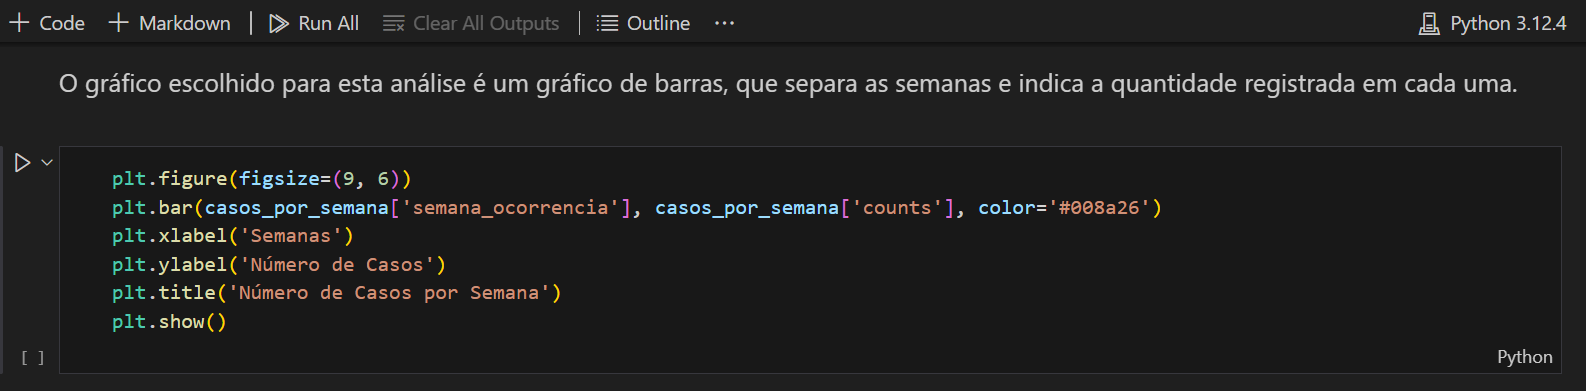 Code Markdown Run All Clear All Outputs Outline ... Python 3.12.4
O gráfico escolhido para esta análise é um gráfico de barras, que separa as semanas e indica a quantidade registrada em cada uma.
plt.figure(figsize=(9, 6))
plt.bar(casos_por_semana['semana_ocorrencia'], casos_por_semana['counts'], color='#008a26')
plt.xlabel('Semanas')
plt.ylabel('Número de Casos')
plt.title('Número de Casos por Semana')
plt.show()
[ ] Python